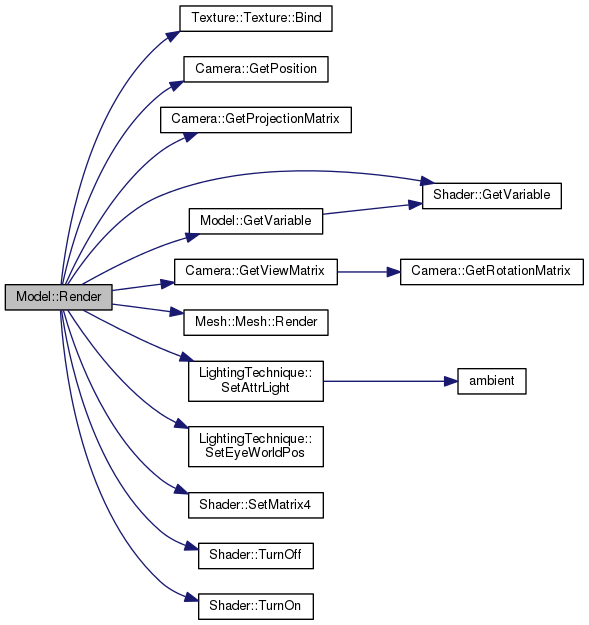 Texture::Texture::Bind
Camera::GetPosition
Camera::GetProjectionMatrix
Shader::GetVariable
Model::GetVariable
Camera::GetViewMatrix
Camera::GetRotationMatrix
Model::Render
Mesh::Mesh::Render
LightingTechnique::
SetAttrLight
ambient
LightingTechnique::
SetEyeWorldPos
Shader::SetMatrix4
Shader::TurnOff
Shader::TurnOn